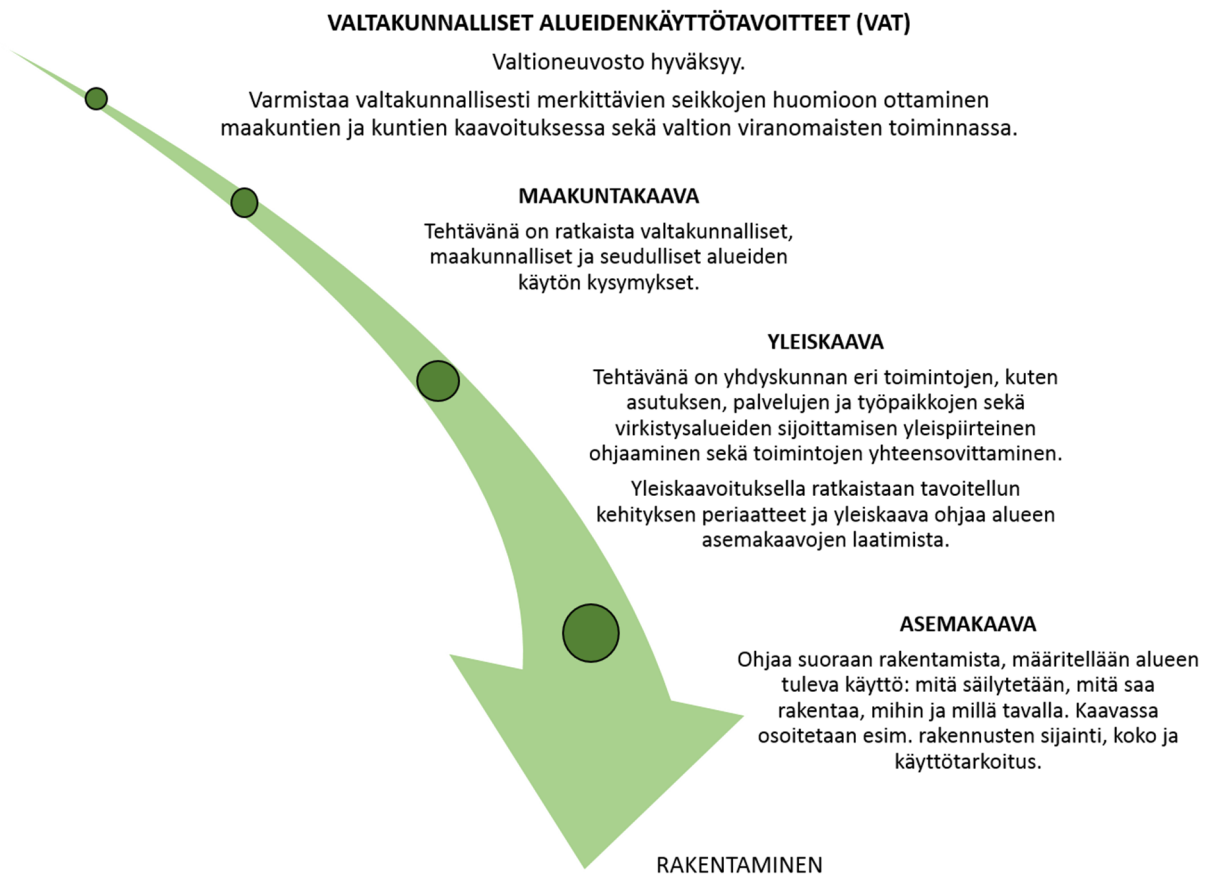 VALTAKUNNALLISET ALUEIDENKÄYTTÖTAVOITTEET (VAT)
Valtioneuvosto hyväksyy.
Varmistaa valtakunnallisesti merkittävien seikkojen huomioon ottaminen
maakuntien ja kuntien kaavoituksessa sekä valtion viranomaisten toiminnassa.
MAAKUNTAKAAVA
Tehtävänä on ratkaista valtakunnalliset,
maakunnalliset ja seudulliset alueiden
käytön kysymykset.
YLEISKAAVA
Tehtävänä on yhdyskunnan eri toimintojen, kuten
asutuksen, palvelujen ja työpaikkojen sekä
virkistysalueiden sijoittamisen yleispiirteinen
ohjaaminen sekä toimintojen yhteensovittaminen.
Yleiskaavoituksella ratkaistaan tavoitellun
kehityksen periaatteet ja yleiskaava ohjaa alueen
asemakaavojen laatimista.
ASEMAKAAVA
Ohjaa suoraan rakentamista, määritellään alueen
tuleva käyttö: mitä säilytetään, mitä saa
rakentaa, mihin ja millä tavalla. Kaavassa
osoitetaan esim. rakennusten sijainti, koko ja
käyttötarkoitus.
RAKENTAMINEN